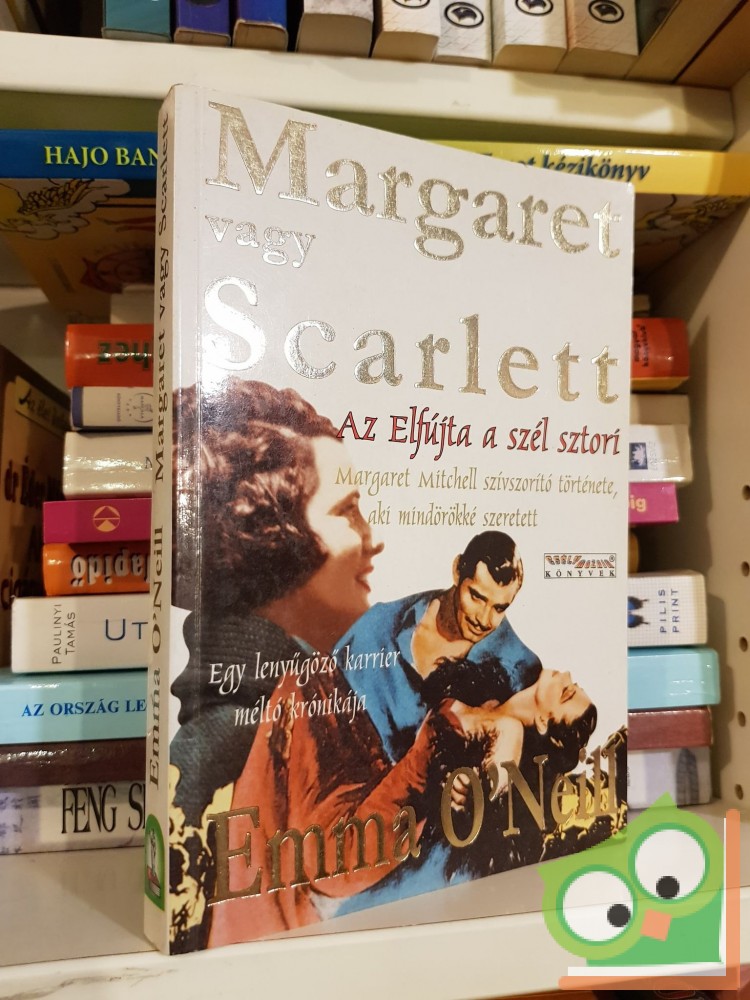 HAJO BAN
kézikönyv
Margaret
vagy
Scarlett
Az Elfújta a szél sztori
Margaret Mitchell szívszorító története,
aki mindörökké szeretett
KÖNYVEK
Egy lenyűgöző karrier
méltó krónikája
Emma O'Neill
Emma O'Neill Margaret vagy Scarlett
PAULINYI
TAMÁS
UT
AZ ORSZÁG LE
FENG S
PILIS
PRINT